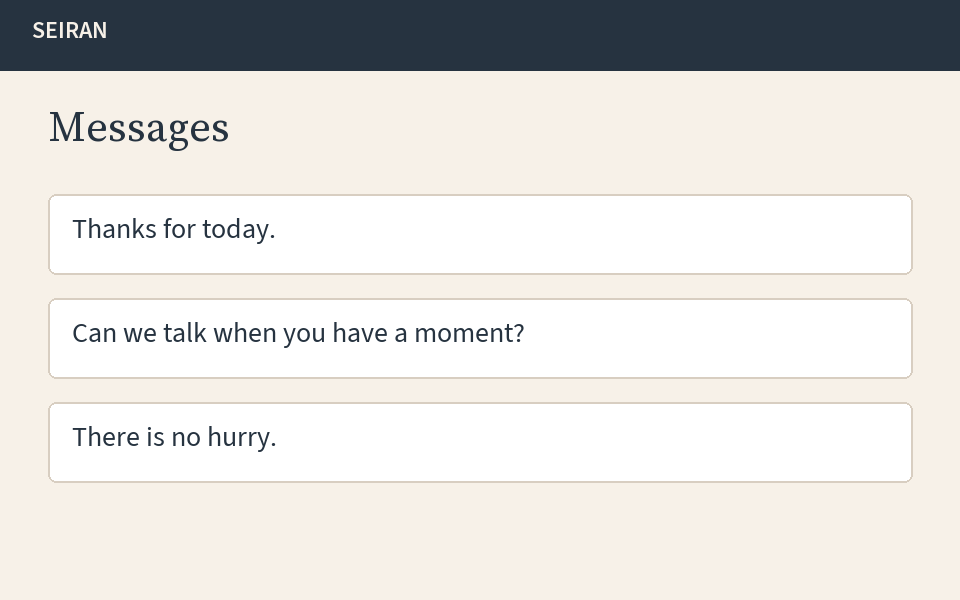 SEIRAN
Messages
Thanks for today.
Can we talk when you have a moment?
There is no hurry.